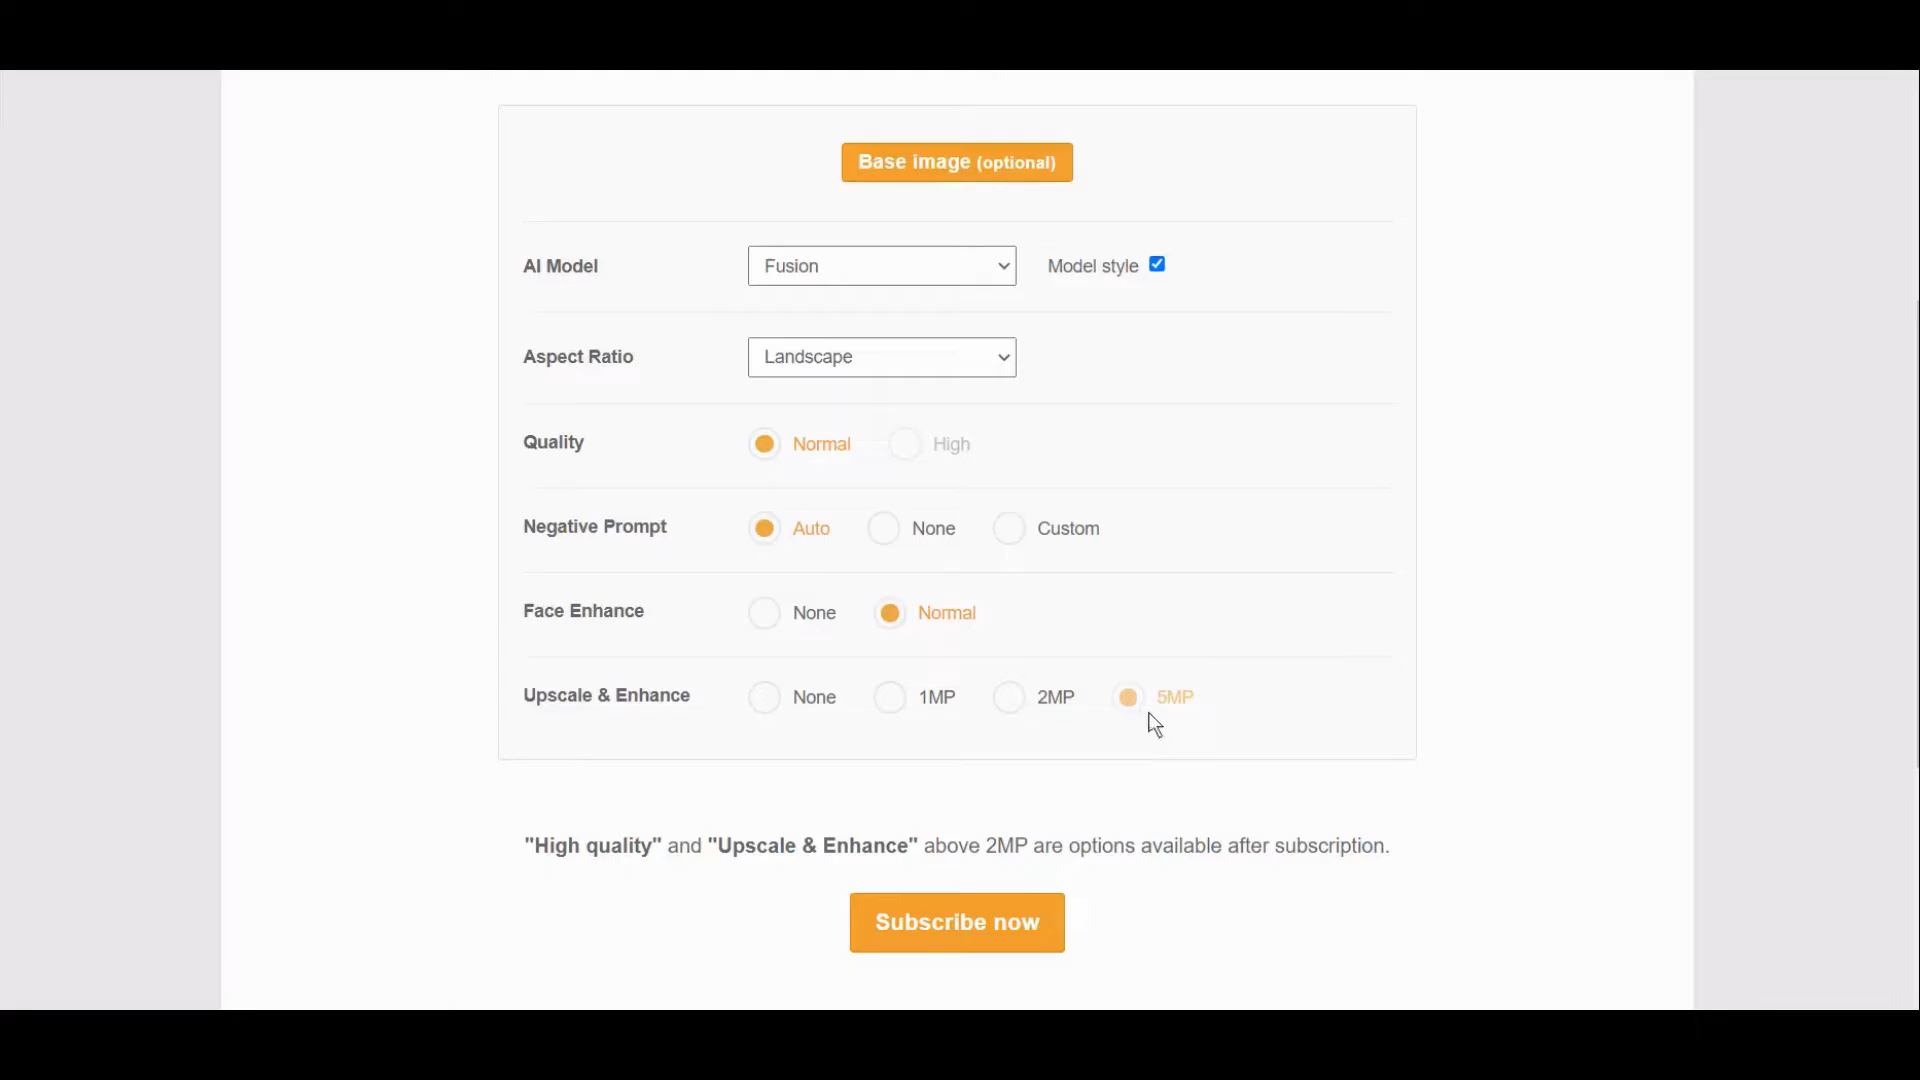 Base image (optional)
AI Model Fusion Model style
Aspect Ratio Landscape
Quality Normal High
Negative Prompt Auto None Custom
Face Enhance None Normal
Upscale & Enhance None 1MP 2MP 5MP
"High quality" and "Upscale & Enhance" above 2MP are options available after subscription.
Subscribe now